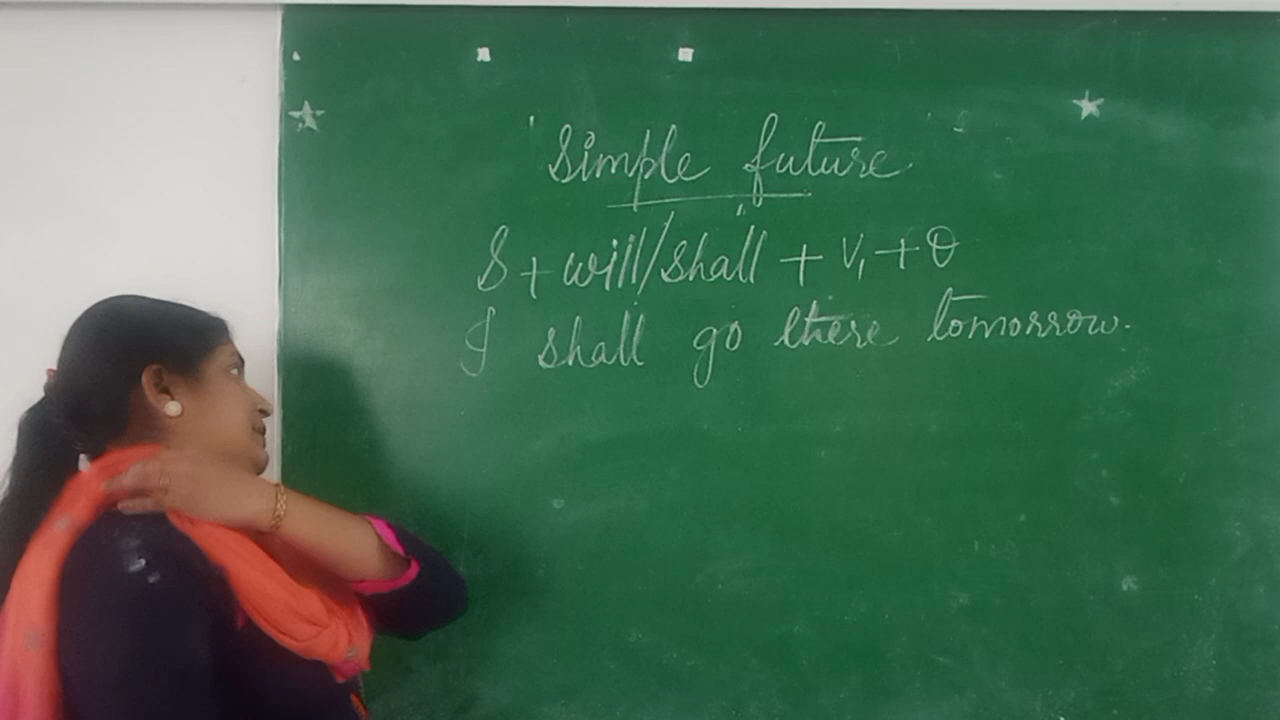 Simple future
S + will/shall + V₁ + O
I shall go there tomorrow.